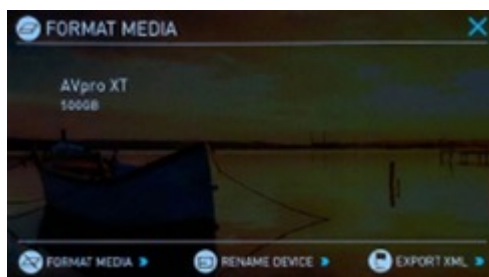 FORMAT MEDIA
AVpro XT
500GB
FORMAT MEDIA
RENAME DEVICE
EXPORT XML